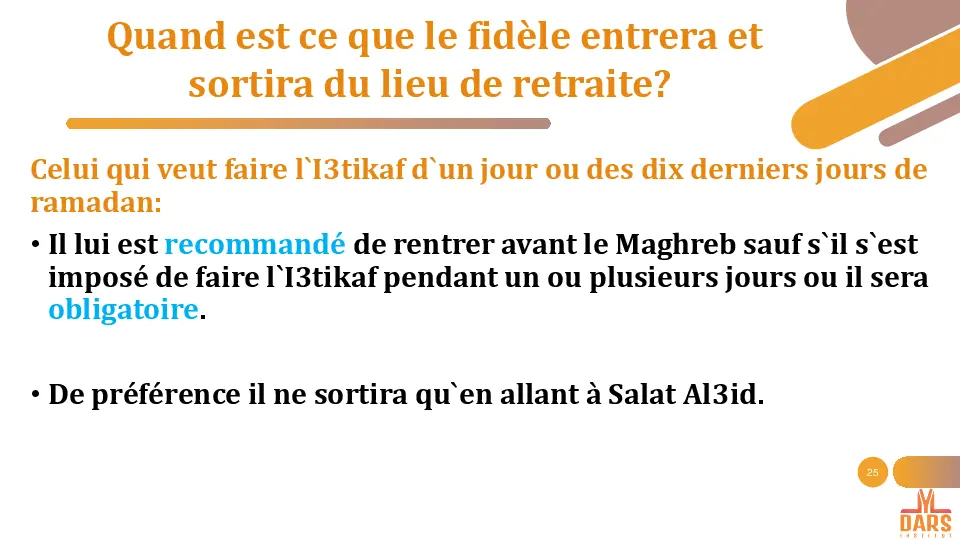 Quand est ce que le fidèle entrera et
sortira du lieu de retraite?
Celui qui veut faire l`I3tikaf d`un jour ou des dix derniers jours de
ramadan:
• Il lui est recommandé de rentrer avant le Maghreb sauf s`il s`est
imposé de faire l`I3tikaf pendant un ou plusieurs jours ou il sera
obligatoire.
• De préférence il ne sortira qu`en allant à Salat Al3id.
25
DARS
INSTITUT